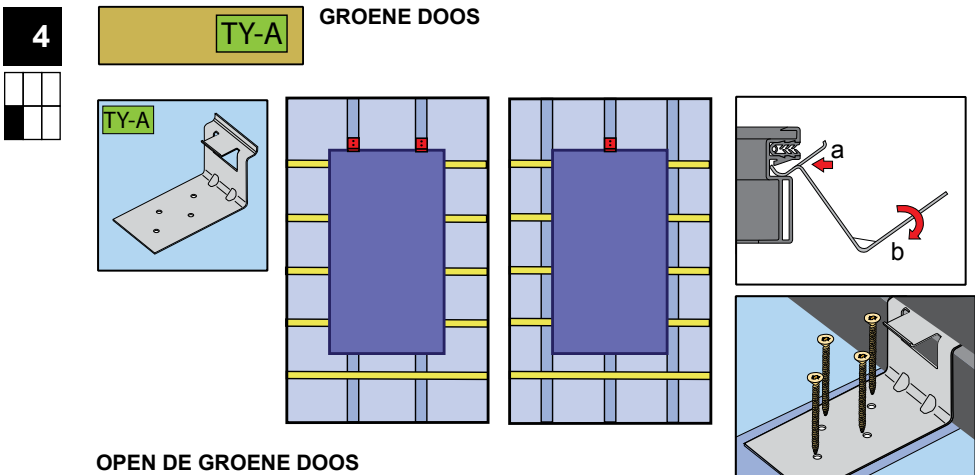 4
TY-A
GROENE DOOS
TY-A
a
b
OPEN DE GROENE DOOS